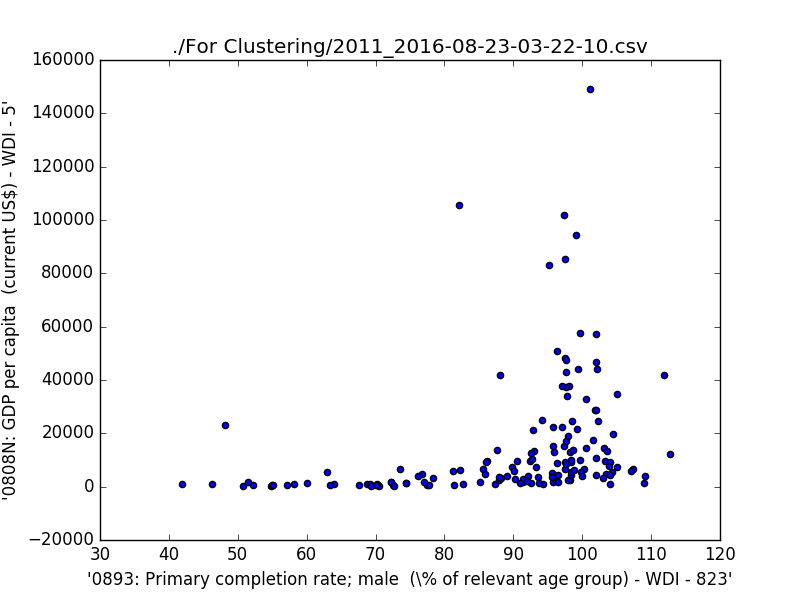 ./For Clustering/2011_2016-08-23-03-22-10.csv
160000
140000
120000
100000
80000
60000
40000
20000
0
−20000
'0808N: GDP per capita  (current US$) - WDI - 5'
30 40 50 60 70 80 90 100 110 120
'0893: Primary completion rate; male  (\% of relevant age group) - WDI - 823'